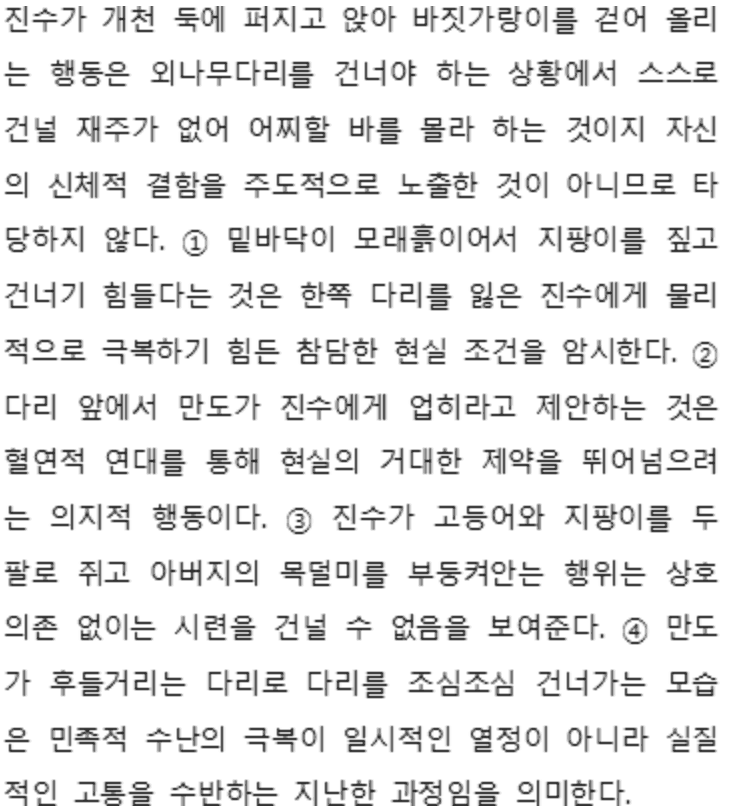 진수가 개천 둑에 퍼지고 앉아 바짓가랑이를 걷어 올리
는 행동은 외나무다리를 건너야 하는 상황에서 스스로
건널 재주가 없어 어찌할 바를 몰라 하는 것이지 자신
의 신체적 결함을 주도적으로 노출한 것이 아니므로 타
당하지 않다. ① 밑바닥이 모래흙이어서 지팡이를 짚고
건너기 힘들다는 것은 한쪽 다리를 잃은 진수에게 물리
적으로 극복하기 힘든 참담한 현실 조건을 암시한다. ②
다리 앞에서 만도가 진수에게 업히라고 제안하는 것은
혈연적 연대를 통해 현실의 거대한 제약을 뛰어넘으려
는 의지적 행동이다. ③ 진수가 고등어와 지팡이를 두
팔로 쥐고 아버지의 목덜미를 부둥켜안는 행위는 상호
의존 없이는 시련을 건널 수 없음을 보여준다. ④ 만도
가 후들거리는 다리로 다리를 조심조심 건너가는 모습
은 민족적 수난의 극복이 일시적인 열정이 아니라 실질
적인 고통을 수반하는 지난한 과정임을 의미한다.